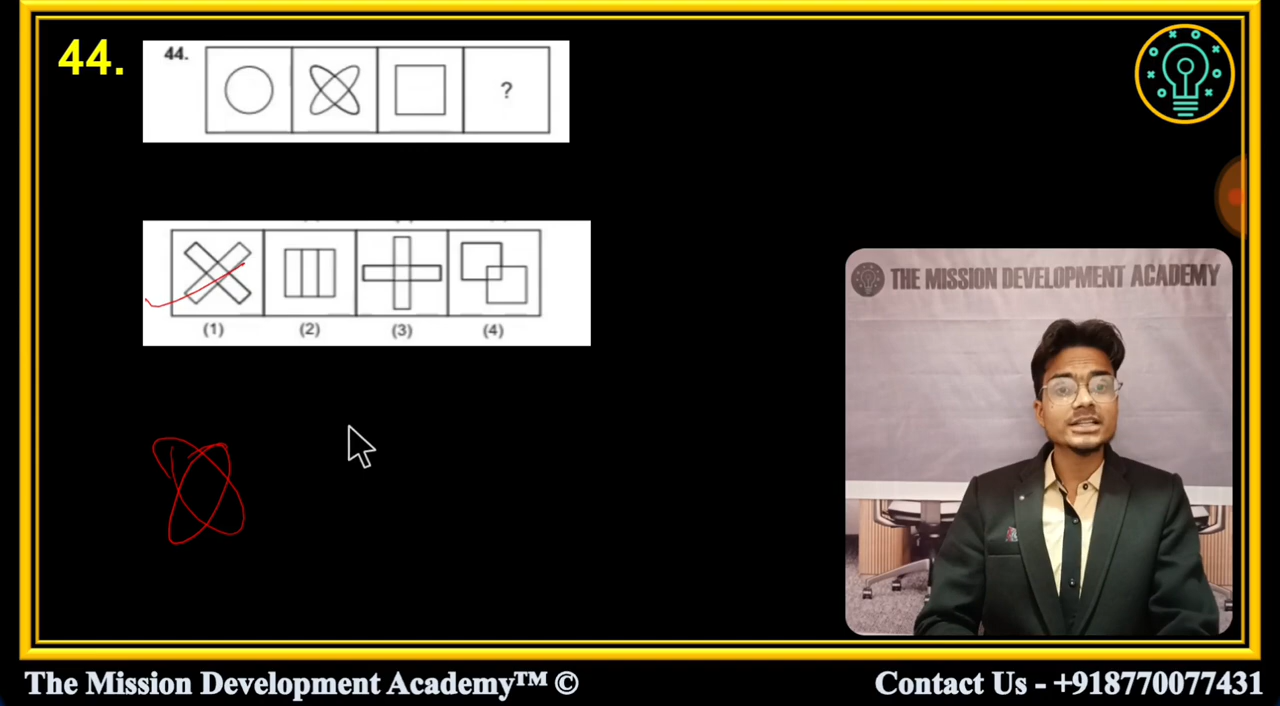 44.
44.
?
(1) (2) (3) (4)
THE MISSION DEVELOPMENT ACADEMY
The Mission Development Academy™ ©
Contact Us - +918770077431